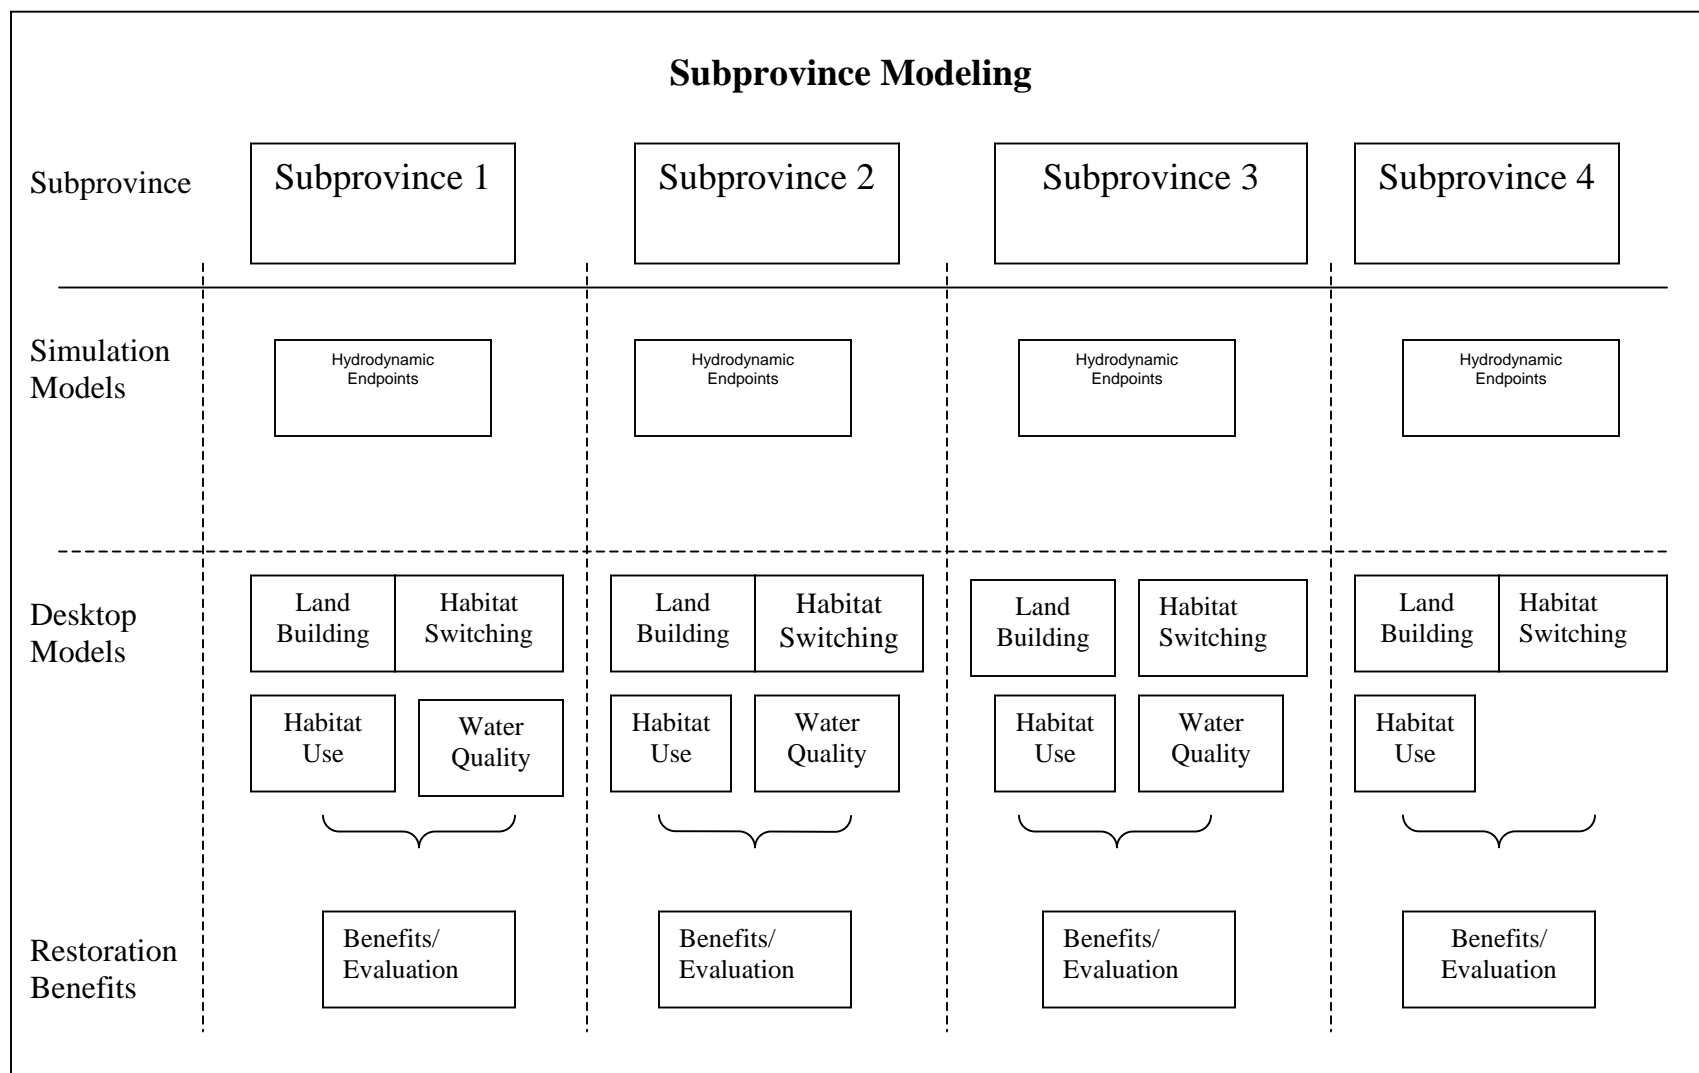 Subprovince Modeling
Subprovince
Subprovince 1
Subprovince 2
Subprovince 3
Subprovince 4
Simulation
Models
Hydrodynamic
Endpoints
Hydrodynamic
Endpoints
Hydrodynamic
Endpoints
Hydrodynamic
Endpoints
Desktop
Models
Land
Building
Habitat
Switching
Land
Building
Habitat
Switching
Land
Building
Habitat
Switching
Land
Building
Habitat
Switching
Habitat
Use
Water
Quality
Habitat
Use
Water
Quality
Habitat
Use
Water
Quality
Habitat
Use
Restoration
Benefits
Benefits/
Evaluation
Benefits/
Evaluation
Benefits/
Evaluation
Benefits/
Evaluation